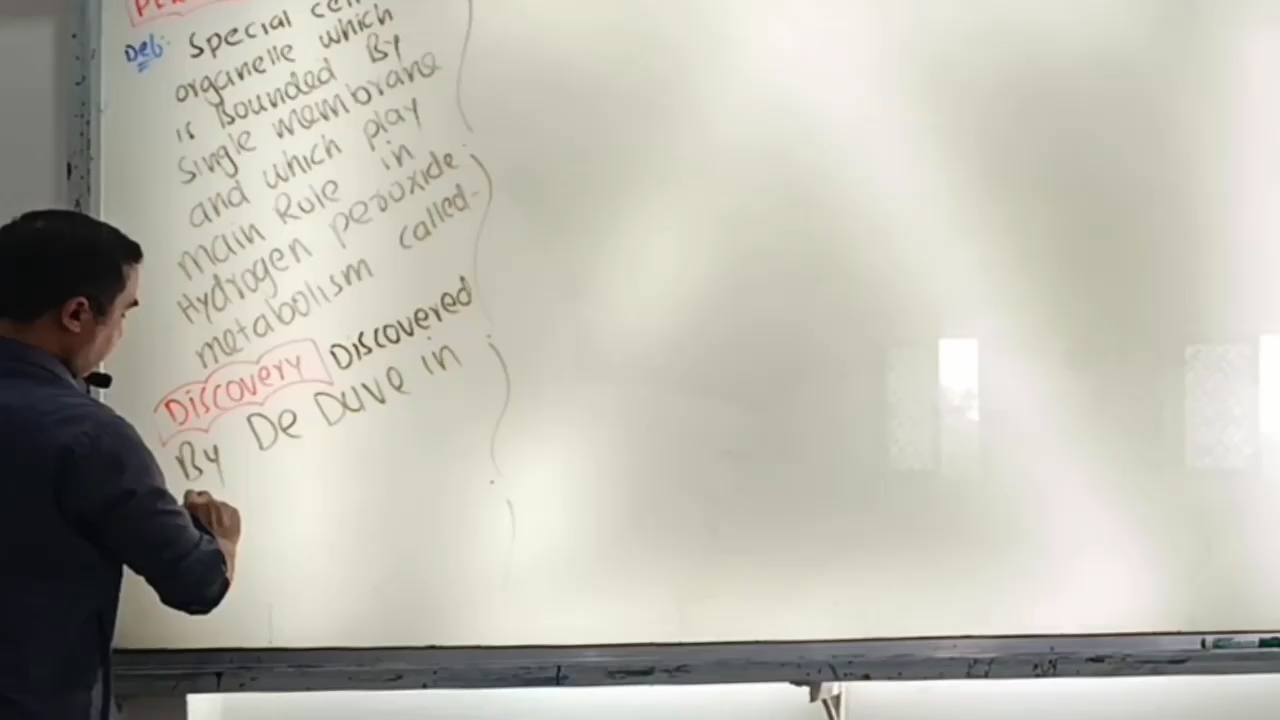 Def: Special cell
organelle which
is Bounded By
Single membrane
and which play
main Role in
Hydrogen peroxide
metabolism called-
Discovery Discovered
By De Duve in